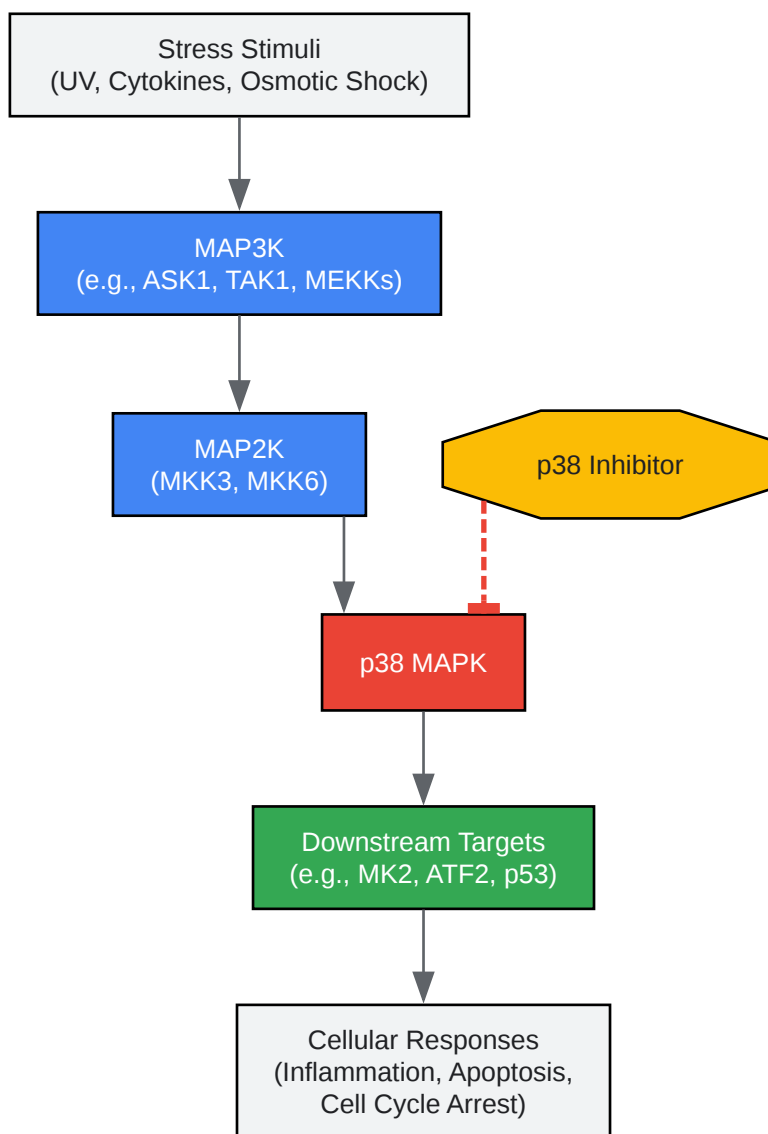 Stress Stimuli
(UV, Cytokines, Osmotic Shock)
MAP3K
(e.g., ASK1, TAK1, MEKKs)
MAP2K
(MKK3, MKK6)
p38 Inhibitor
p38 MAPK
Downstream Targets
(e.g., MK2, ATF2, p53)
Cellular Responses
(Inflammation, Apoptosis,
Cell Cycle Arrest)